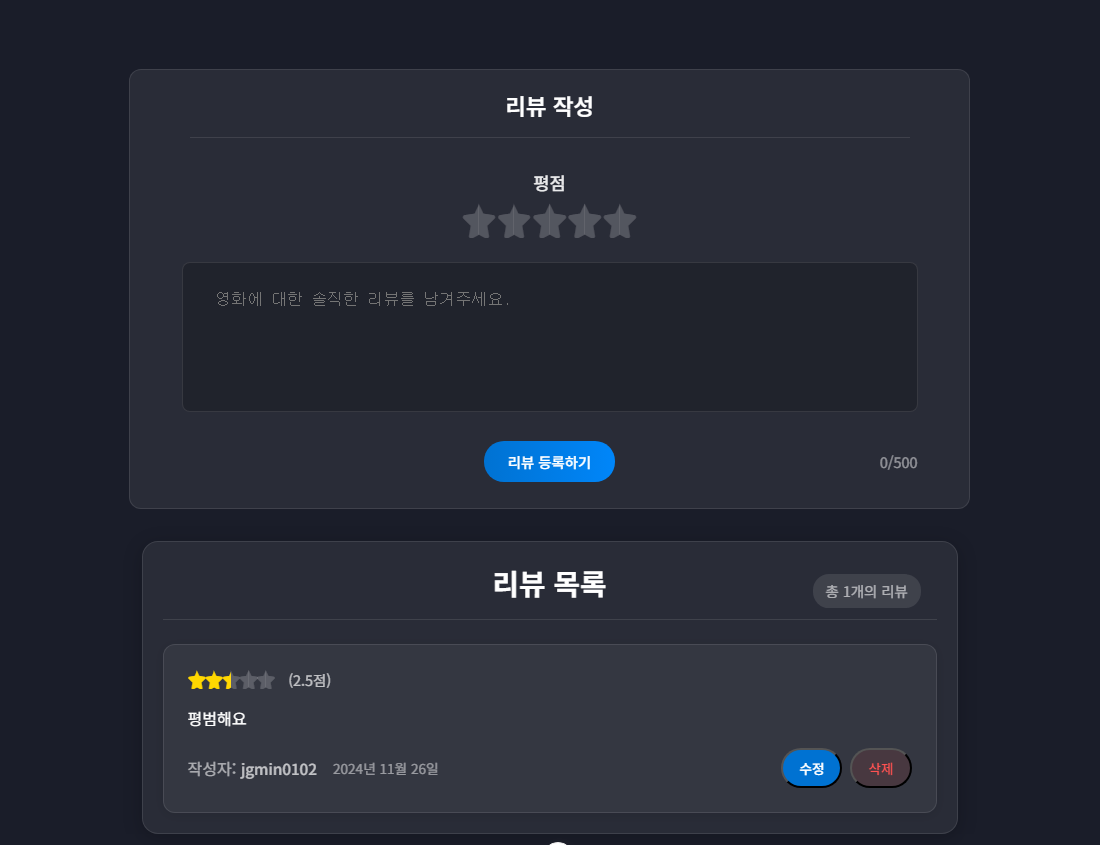 리뷰 작성
평점
영화에 대한 솔직한 리뷰를 남겨주세요.
리뷰 등록하기
0/500
리뷰 목록
총 1개의 리뷰
(2.5점)
평범해요
작성자: jgmin0102 2024년 11월 26일
수정 삭제